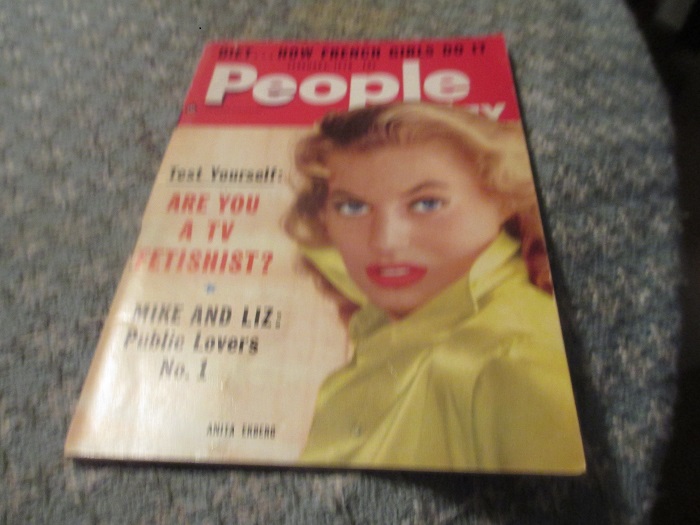 DIET... HOW FRENCH GIRLS DO IT
People
Test Yourself:
ARE YOU
A TV
FETISHIST?
MIKE AND LIZ:
Public Lovers
No. 1
ANITA EKBERG